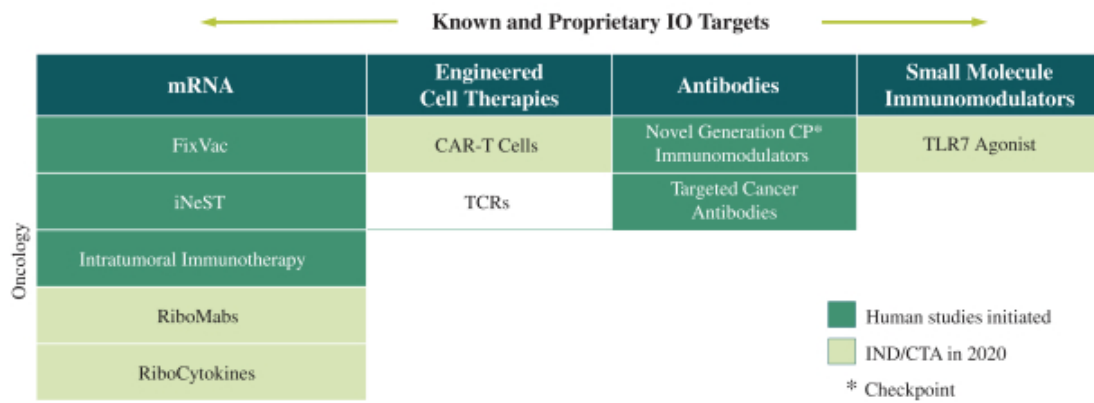 Known and Proprietary IO Targets
mRNA
Engineered
Cell Therapies
Antibodies
Small Molecule
Immunomodulators
FixVac
CAR-T Cells
Novel Generation CP*
Immunomodulators
TLR7 Agonist
iNeST
TCRs
Targeted Cancer
Antibodies
Intratumoral Immunotherapy
RiboMabs
RiboCytokines
Oncology
Human studies initiated
IND/CTA in 2020
* Checkpoint